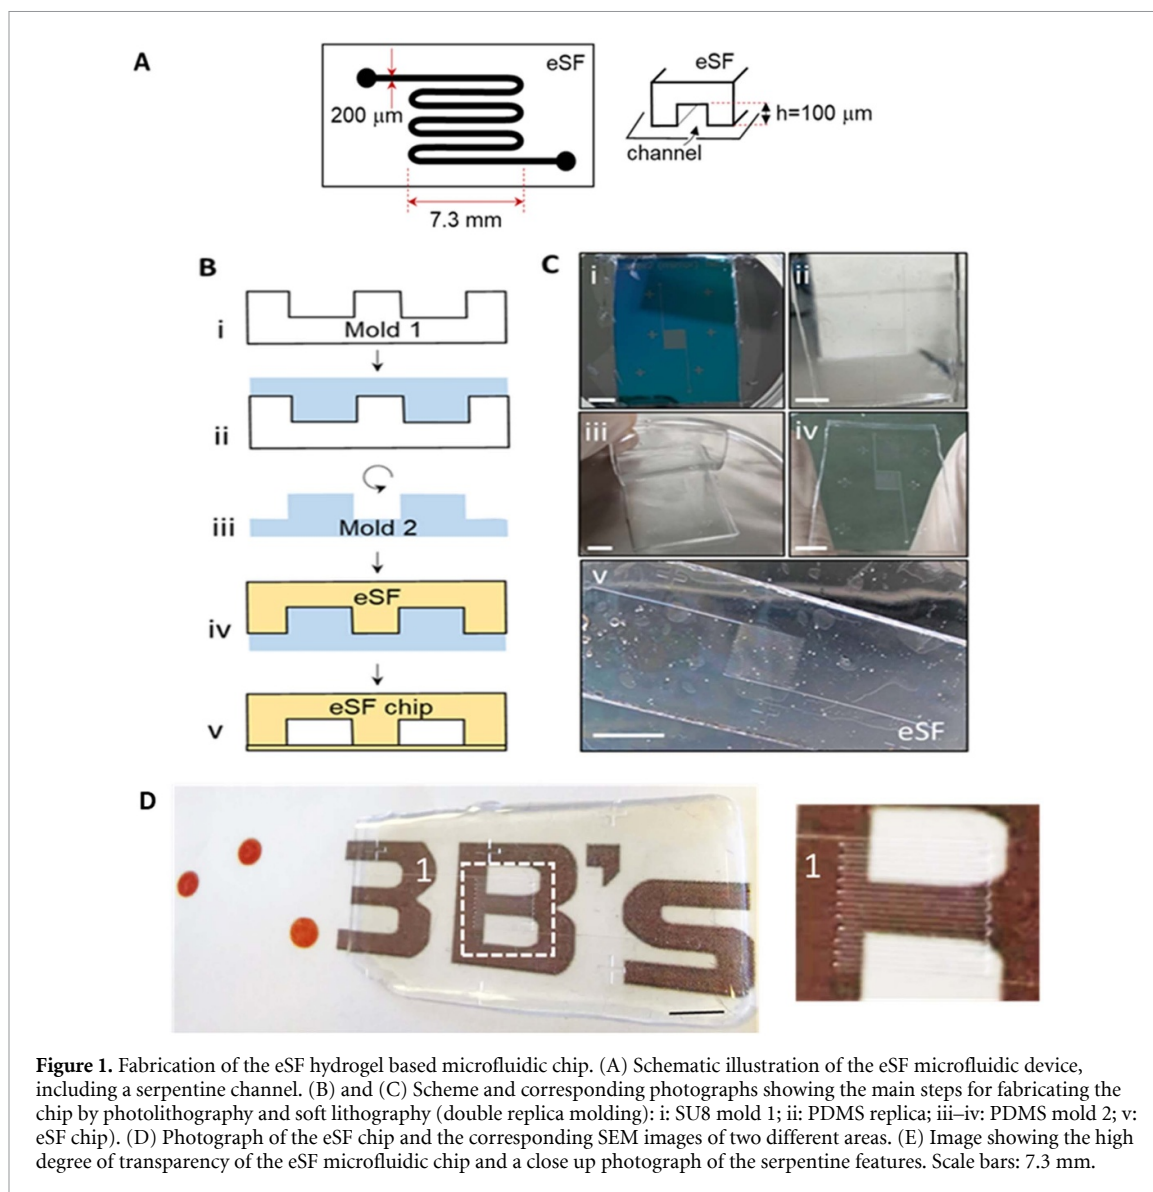 A
eSF
200 μm
7.3 mm
eSF
h=100 μm
channel
B
i
Mold 1
ii
iii
Mold 2
iv
eSF
v
eSF chip
C
i
ii
iii
iv
v
eSF
D
3B's
1
1
Figure 1. Fabrication of the eSF hydrogel based microfluidic chip. (A) Schematic illustration of the eSF microfluidic device,
including a serpentine channel. (B) and (C) Scheme and corresponding photographs showing the main steps for fabricating the
chip by photolithography and soft lithography (double replica molding): i: SU8 mold 1; ii: PDMS replica; iii–iv: PDMS mold 2; v:
eSF chip). (D) Photograph of the eSF chip and the corresponding SEM images of two different areas. (E) Image showing the high
degree of transparency of the eSF microfluidic chip and a close up photograph of the serpentine features. Scale bars: 7.3 mm.